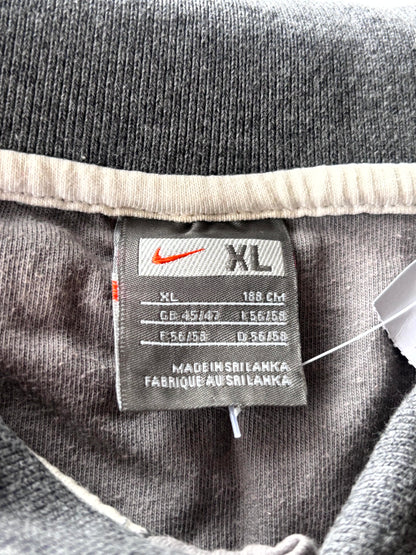 XL
XL 188 CM
GB: 45/47 I: 56/58
F: 56/58 D: 56/58
MADE IN SRI LANKA
FABRIQUE AU SRI LANKA